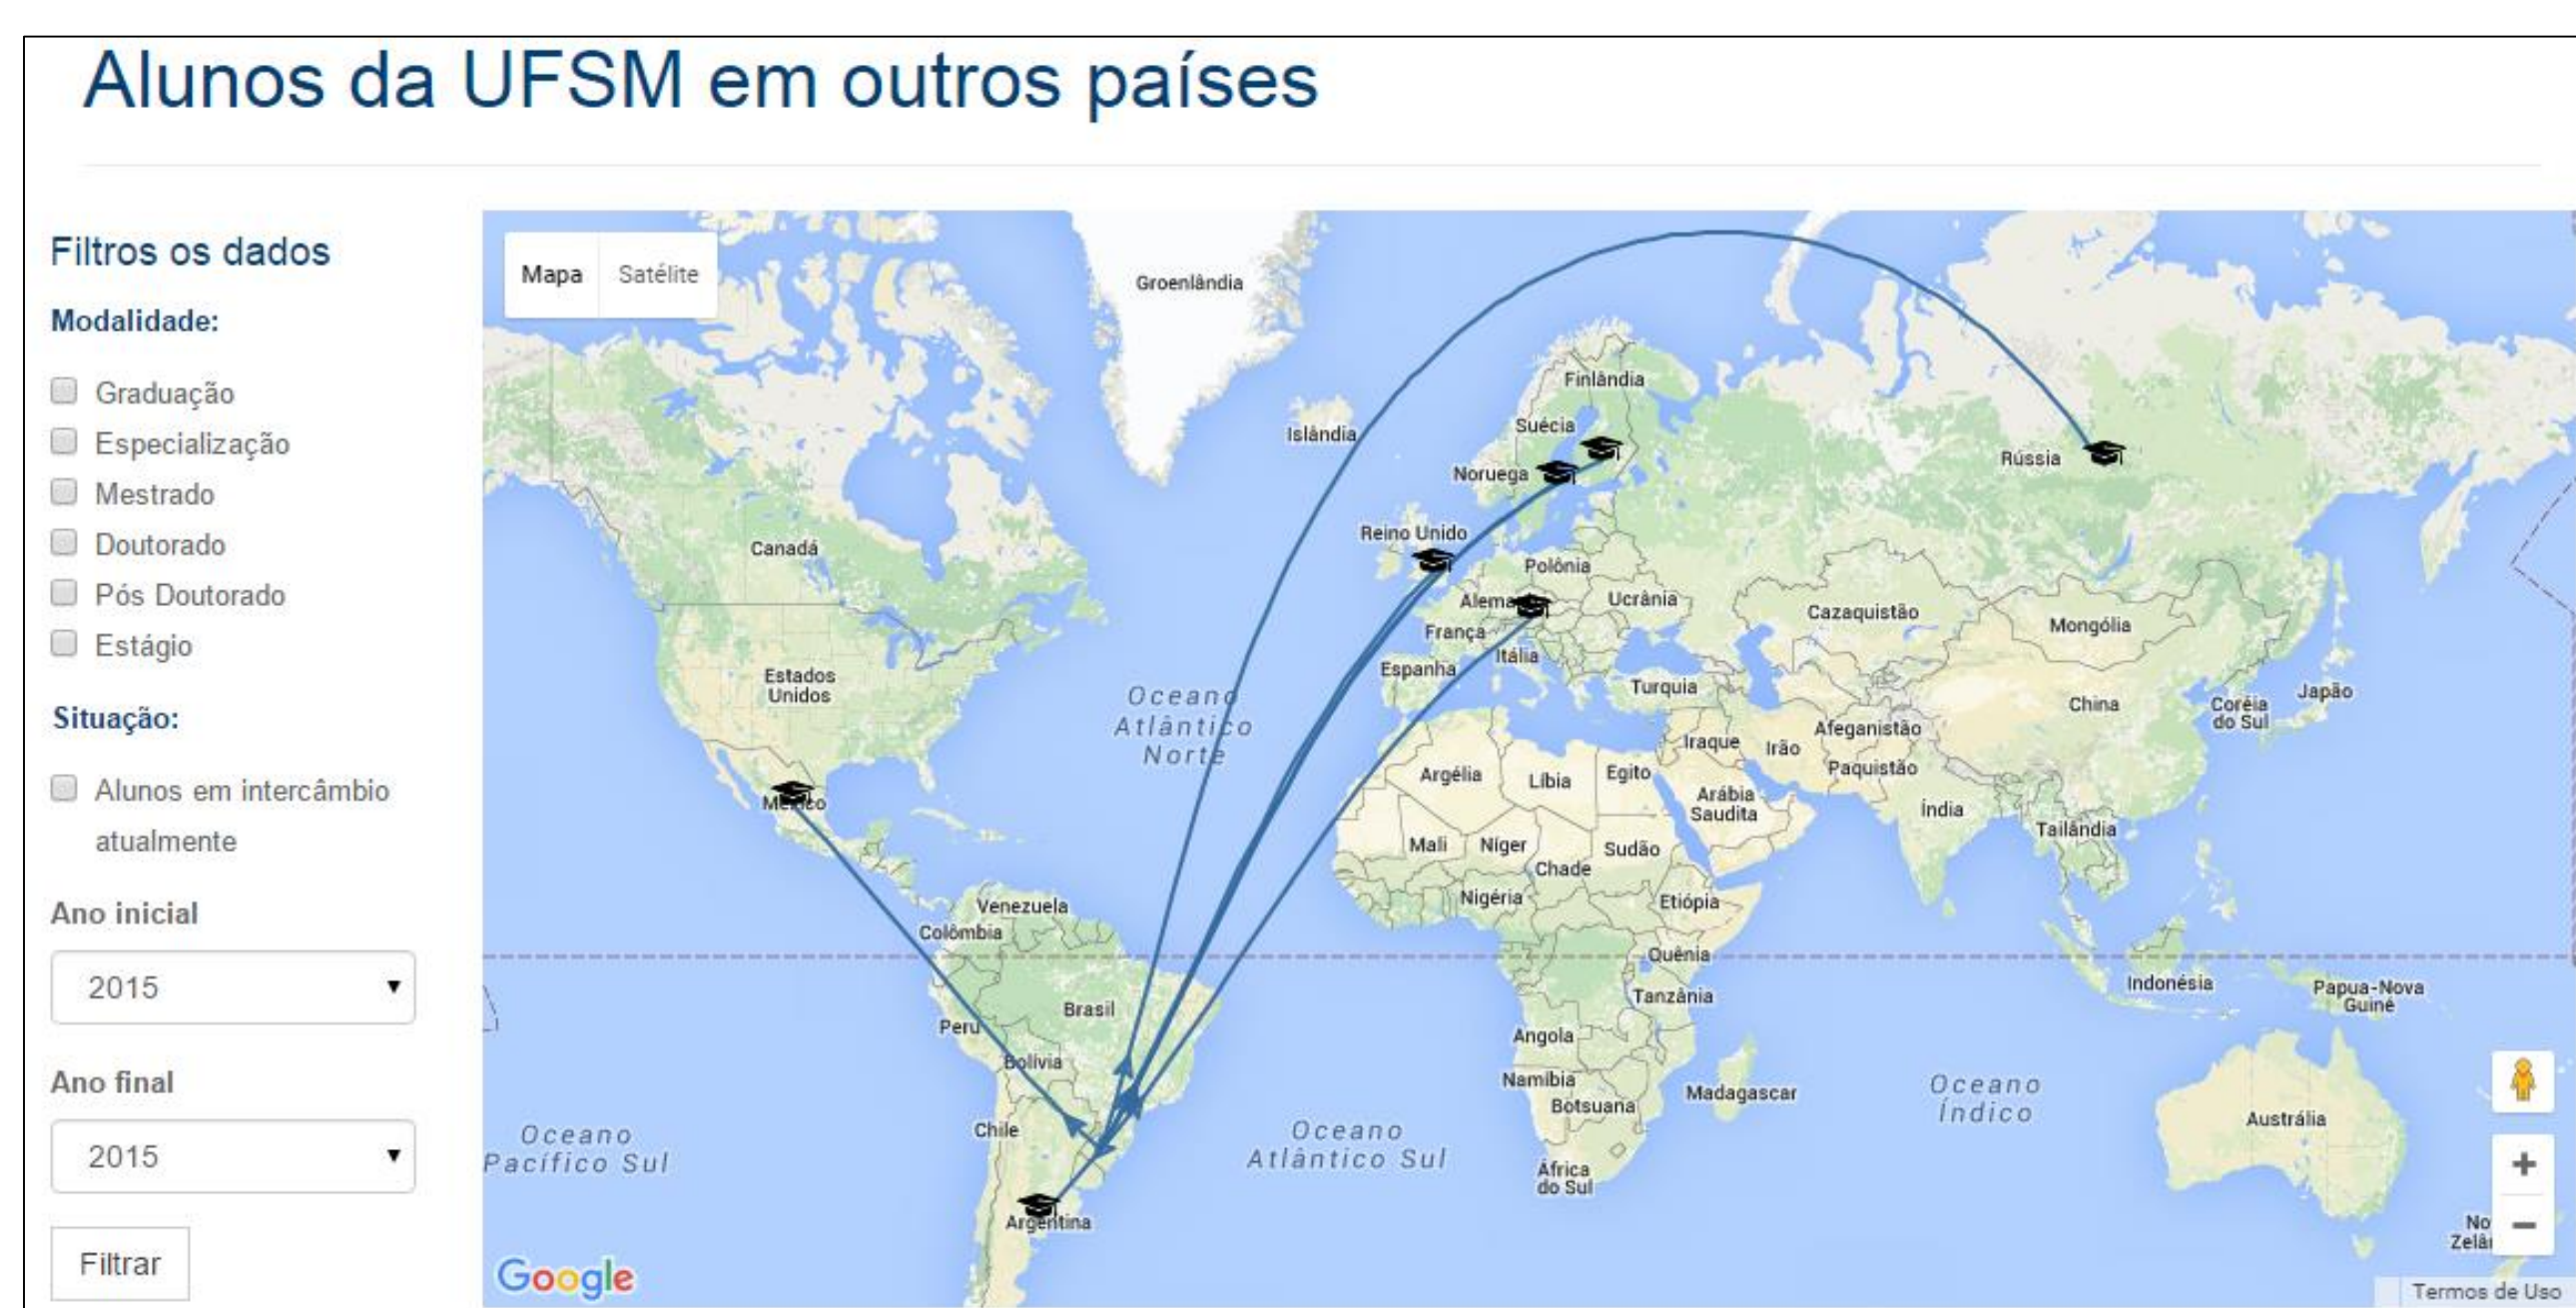 Alunos da UFSM em outros países
Filtros os dados
Modalidade:
Graduação
Especialização
Mestrado
Doutorado
Pós Doutorado
Estágio
Situação:
Alunos em intercâmbio
atualmente
Ano inicial
2015
Ano final
2015
Filtrar
Mapa
Satélite
Groenlândia
Islândia
Finlândia
Suécia
Noruega
Rússia
Reino Unido
Polônia
Alema
Ucrânia
França
Espanha
Itália
Turquia
Cazaquistão
Mongólia
China
Coréia
do Sul
Japão
Afeganistão
Iraque
Irão
Paquistão
Canadá
Estados
Unidos
México
Oceano
Atlântico
Norte
Argélia
Líbia
Egito
Arábia
Saudita
Índia
Tailândia
Mali
Níger
Chade
Sudão
Nigéria
Etiópia
Venezuela
Colômbia
Quênia
Tanzânia
Indonésia
Papua-Nova
Guiné
Brasil
Peru
Bolívia
Angola
Namíbia
Botsuana
Madagascar
Oceano
Índico
Austrália
Chile
Oceano
Pacífico Sul
Oceano
Atlântico Sul
África
do Sul
Argentina
No
Zelâ
Google
Termos de Uso